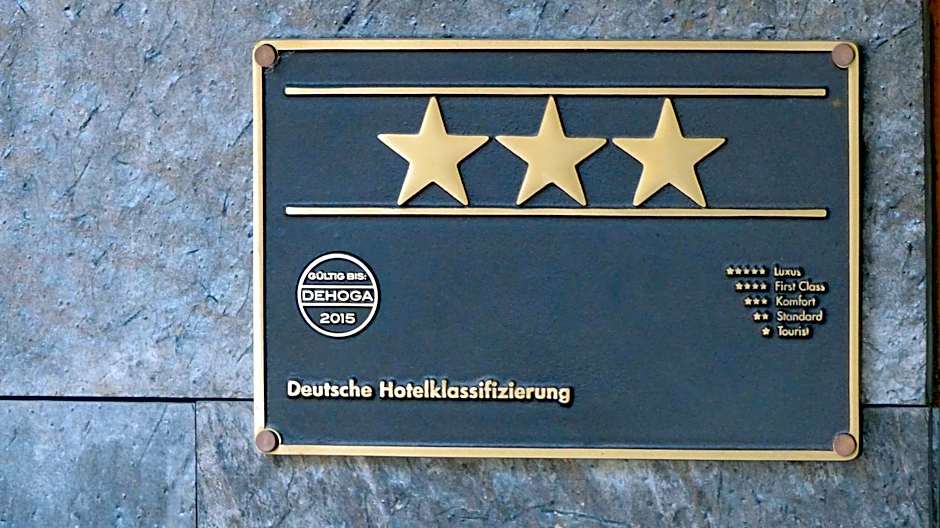 GÜLTIG BIS:
DEHOGA
2015
★★★★★ Luxus
★★★★ First Class
★★★ Komfort
★★ Standard
★ Tourist
Deutsche Hotelklassifizierung